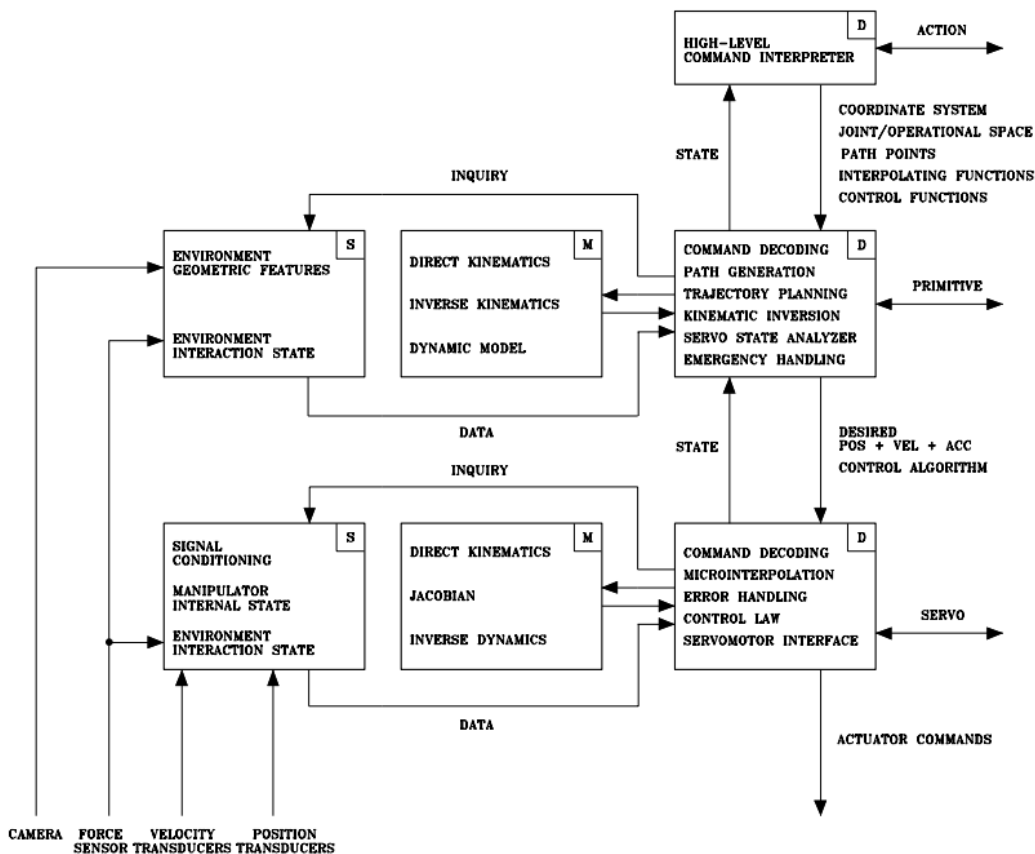 D
HIGH-LEVEL
COMMAND INTERPRETER
ACTION
STATE
COORDINATE SYSTEM
JOINT/OPERATIONAL SPACE
PATH POINTS
INTERPOLATING FUNCTIONS
CONTROL FUNCTIONS
INQUIRY
S
ENVIRONMENT
GEOMETRIC FEATURES
ENVIRONMENT
INTERACTION STATE
M
DIRECT KINEMATICS
INVERSE KINEMATICS
DYNAMIC MODEL
D
COMMAND DECODING
PATH GENERATION
TRAJECTORY PLANNING
KINEMATIC INVERSION
SERVO STATE ANALYZER
EMERGENCY HANDLING
PRIMITIVE
DATA
STATE
DESIRED
POS + VEL + ACC
CONTROL ALGORITHM
INQUIRY
S
SIGNAL
CONDITIONING
MANIPULATOR
INTERNAL STATE
ENVIRONMENT
INTERACTION STATE
M
DIRECT KINEMATICS
JACOBIAN
INVERSE DYNAMICS
D
COMMAND DECODING
MICROINTERPOLATION
ERROR HANDLING
CONTROL LAW
SERVOMOTOR INTERFACE
SERVO
DATA
ACTUATOR COMMANDS
CAMERA
FORCE
SENSOR
VELOCITY
TRANSDUCERS
POSITION
TRANSDUCERS